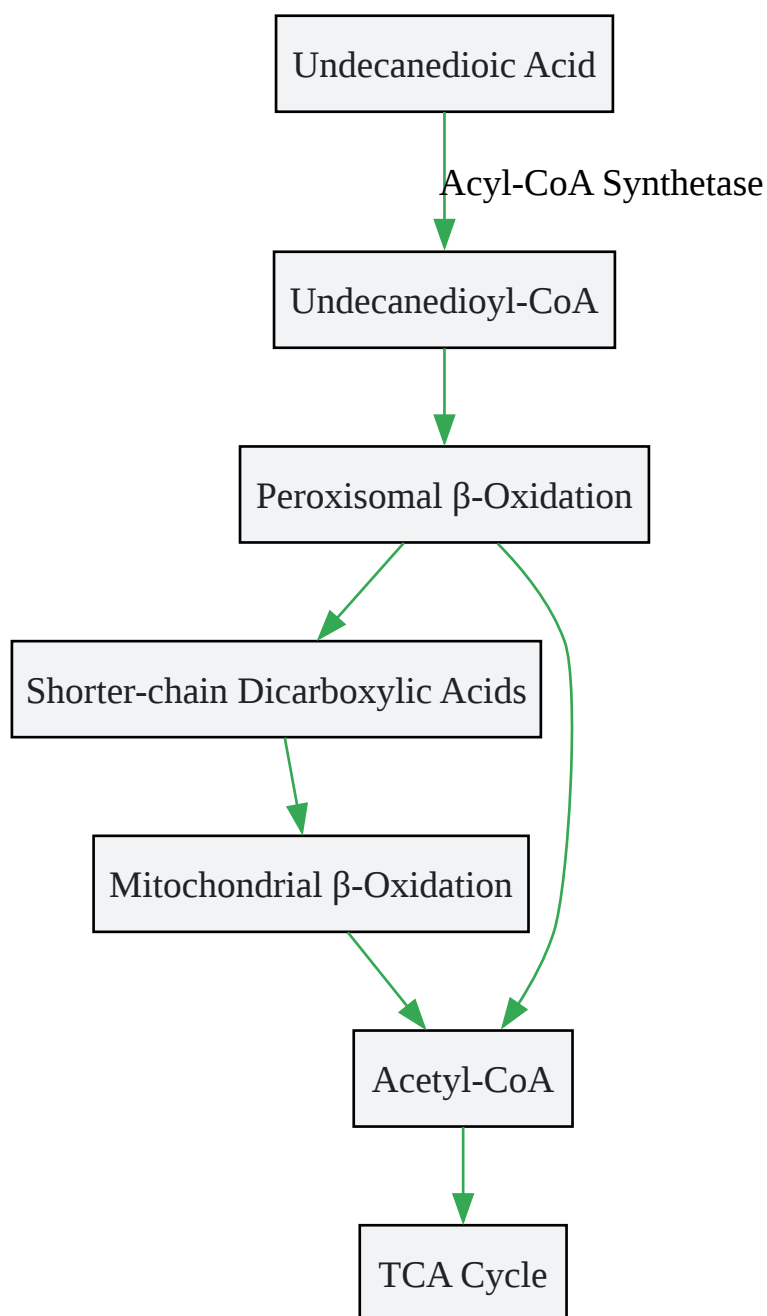 Undecanedioic Acid
Acyl-CoA Synthetase
Undecanedioyl-CoA
Peroxisomal β-Oxidation
Shorter-chain Dicarboxylic Acids
Mitochondrial β-Oxidation
Acetyl-CoA
TCA Cycle